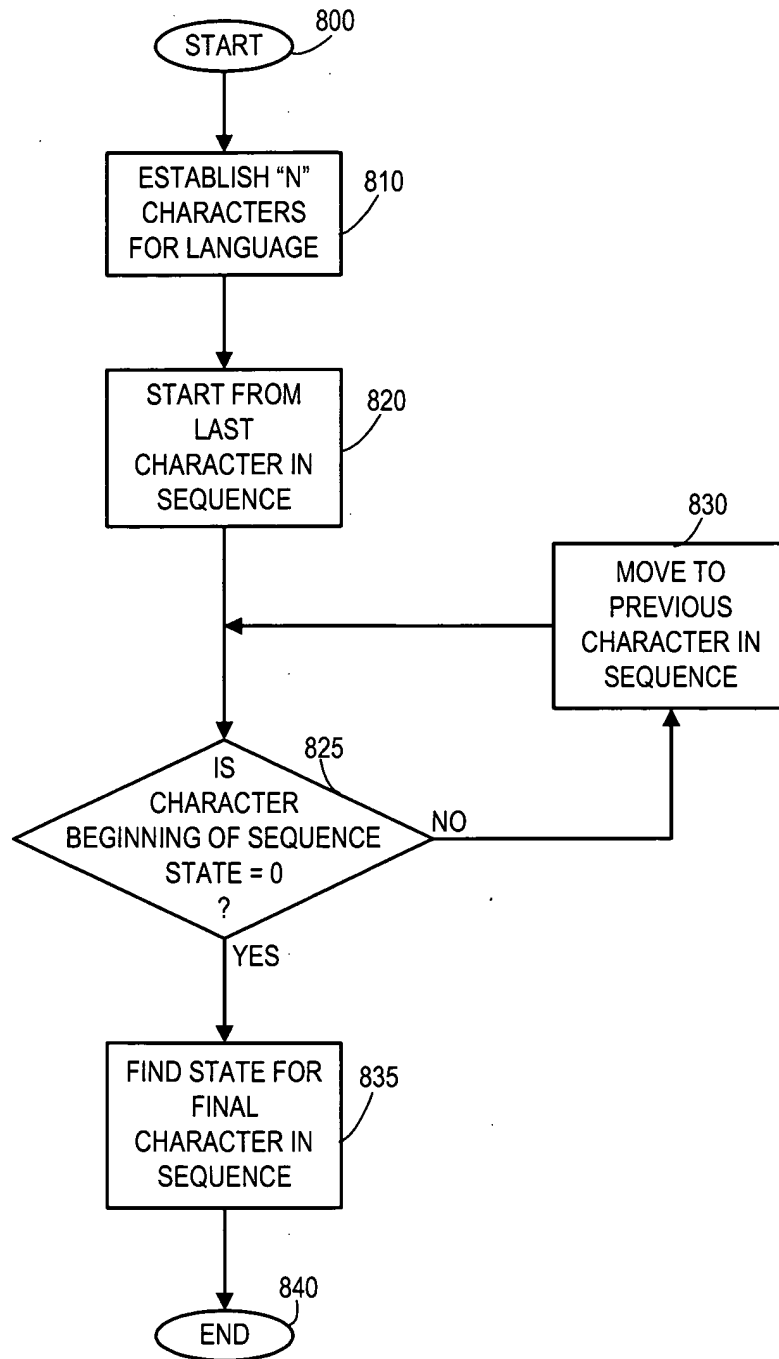 800
START
ESTABLISH “N”
CHARACTERS
FOR LANGUAGE
810
START FROM
LAST
CHARACTER IN
SEQUENCE
820
830
MOVE TO
PREVIOUS
CHARACTER IN
SEQUENCE
825
IS
CHARACTER
BEGINNING OF SEQUENCE
STATE = 0
?
NO
YES
FIND STATE FOR
FINAL
CHARACTER IN
SEQUENCE
835
840
END